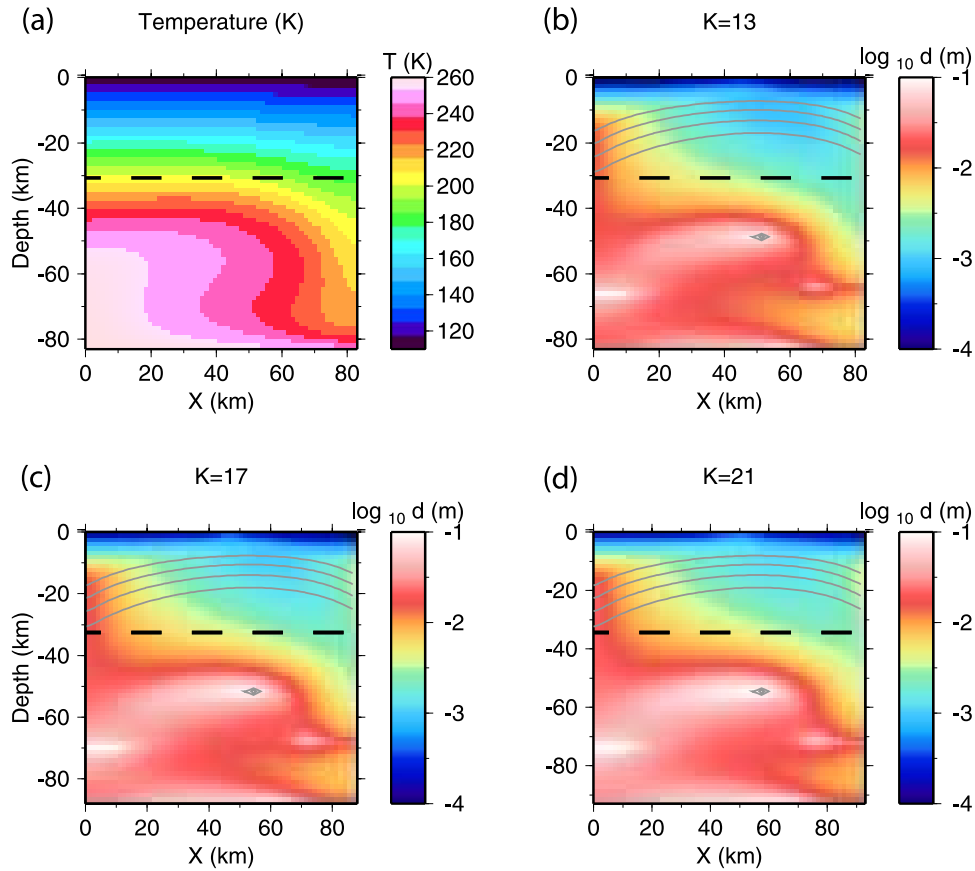 (a) Temperature (K)
T (K)
0
-20
-40
-60
-80
Depth (km)
0 20 40 60 80
X (km)
260
240
220
200
180
160
140
120
(b) K=13
log 10 d (m)
0
-20
-40
-60
-80
0 20 40 60 80
X (km)
-1
-2
-3
-4
(c) K=17
log 10 d (m)
0
-20
-40
-60
-80
Depth (km)
0 20 40 60 80
X (km)
-1
-2
-3
-4
(d) K=21
log 10 d (m)
0
-20
-40
-60
-80
0 20 40 60 80
X (km)
-1
-2
-3
-4